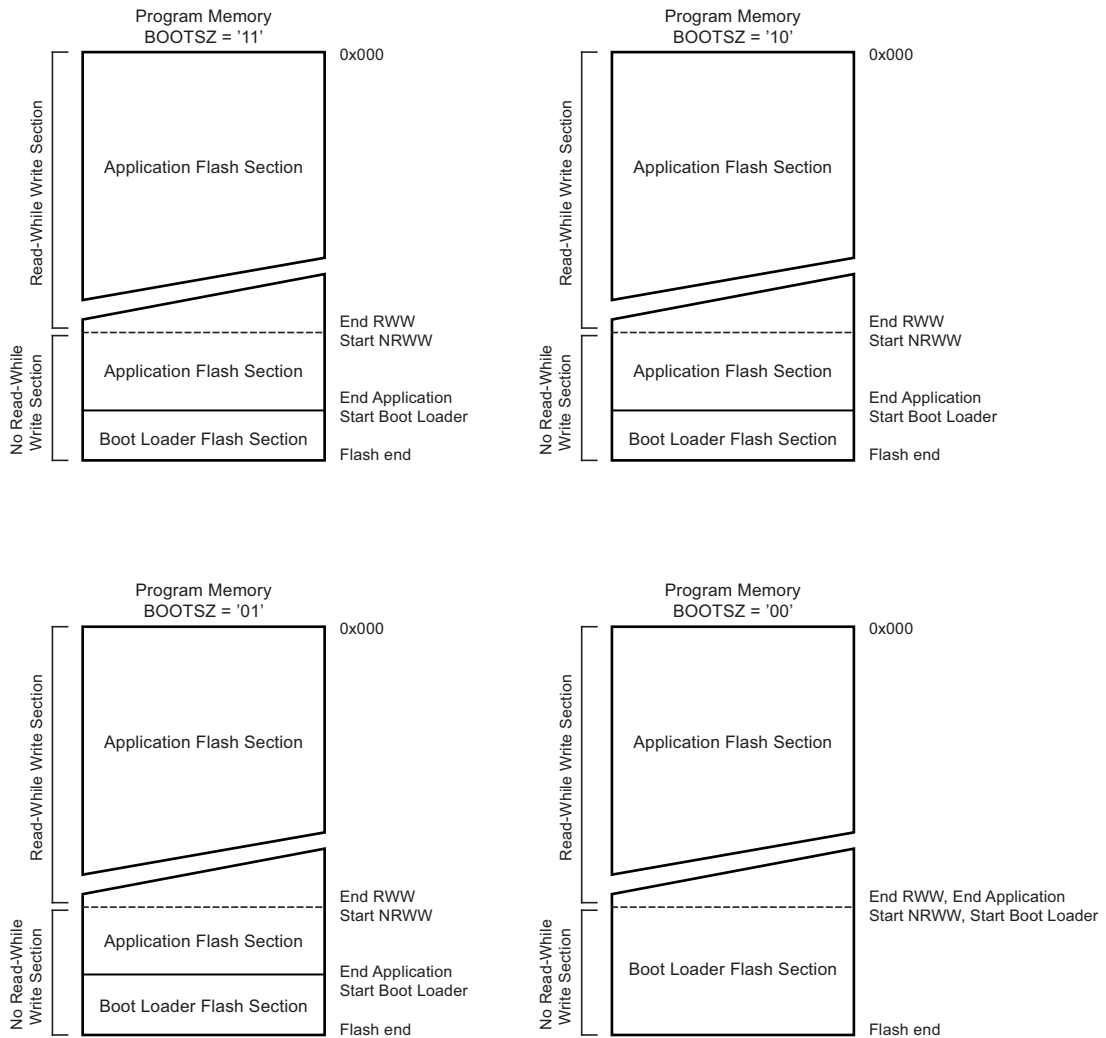 Program Memory
BOOTSZ = ’11’
0x000
Read-While Write Section
Application Flash Section
End RWW
Start NRWW
No Read-While
Write Section
Application Flash Section
End Application
Start Boot Loader
Boot Loader Flash Section
Flash end
Program Memory
BOOTSZ = ’10’
0x000
Read-While Write Section
Application Flash Section
End RWW
Start NRWW
No Read-While
Write Section
Application Flash Section
End Application
Start Boot Loader
Boot Loader Flash Section
Flash end
Program Memory
BOOTSZ = ’01’
0x000
Read-While Write Section
Application Flash Section
End RWW
Start NRWW
No Read-While
Write Section
Application Flash Section
End Application
Start Boot Loader
Boot Loader Flash Section
Flash end
Program Memory
BOOTSZ = ’00’
0x000
Read-While Write Section
Application Flash Section
End RWW, End Application
Start NRWW, Start Boot Loader
No Read-While
Write Section
Boot Loader Flash Section
Flash end